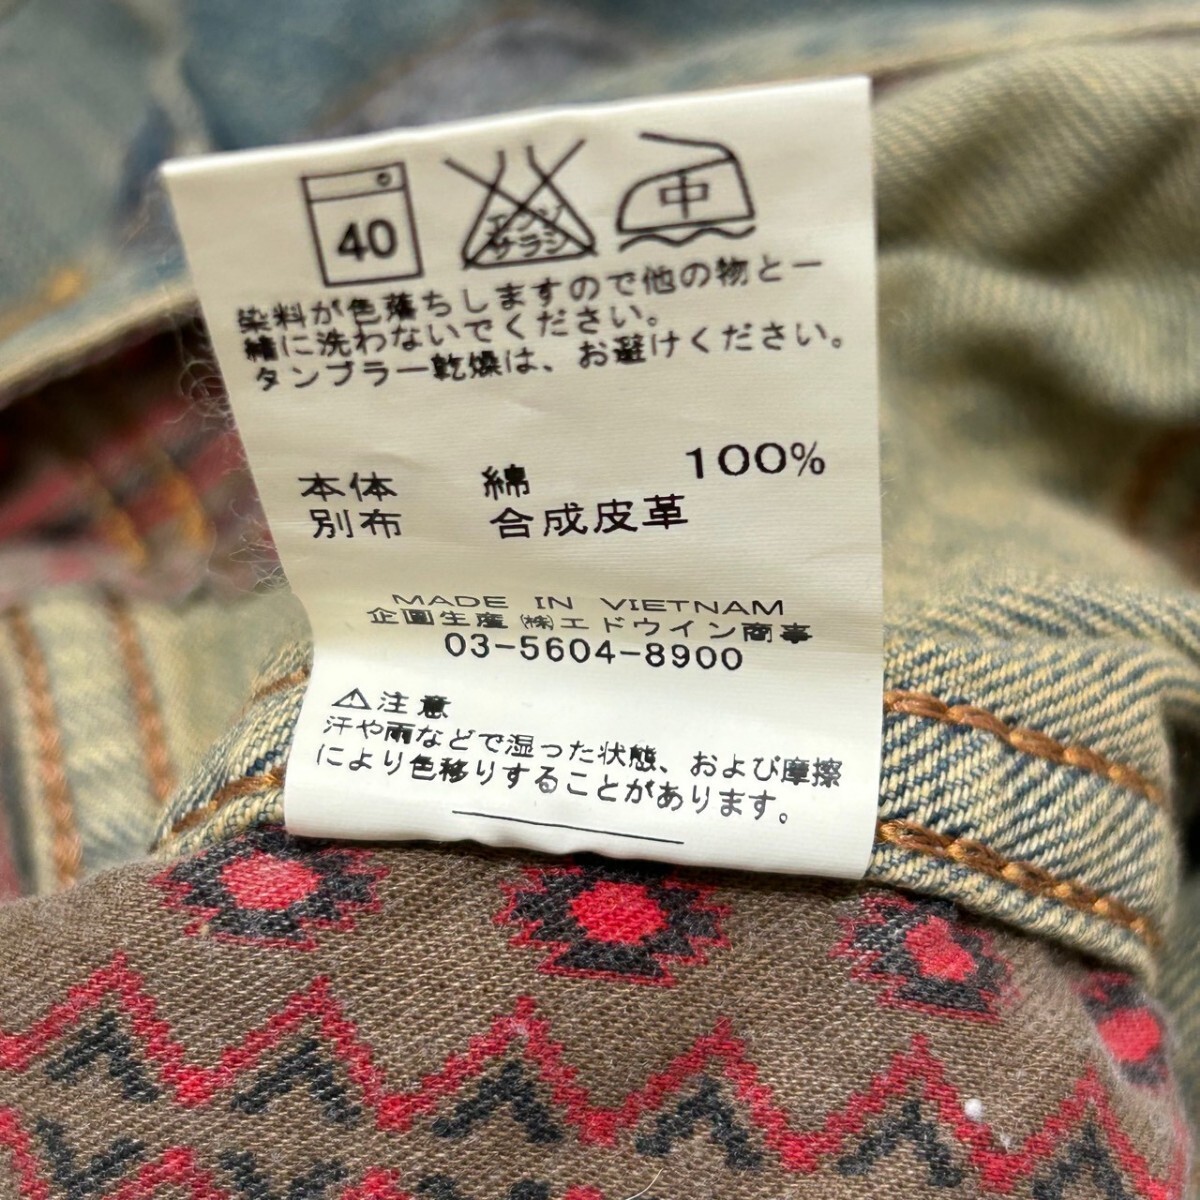 40
エンソ
サラシ
中
染料が色落ちしますので他の物と一
緒に洗わないでください。
タンブラー乾燥は、お避けください。
本体 綿 100%
別布 合成皮革
MADE IN VIETNAM
企画生産 ㈱エドウイン商事
03-5604-8900
⚠注意
汗や雨などで湿った状態、および摩擦
により色移りすることがあります。